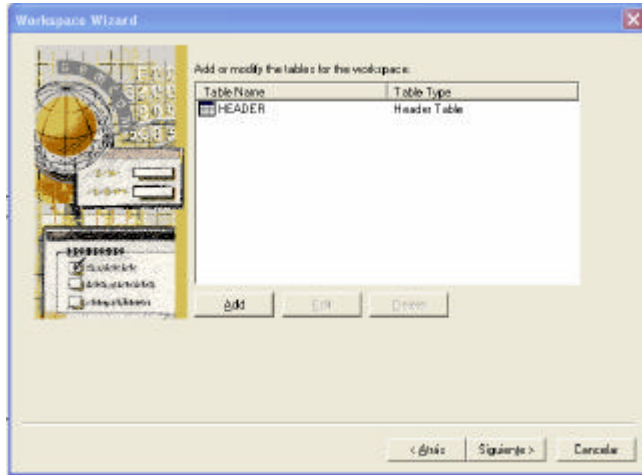 Workspace Wizard
Add or modify the tables for the workspace:
Table Name Table Type
HEADER Header Table
Add Edit Delete
< Atrás Siguiente > Cancelar